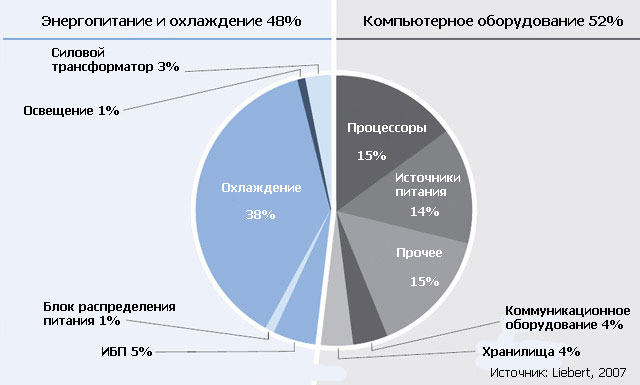 Энергопитание и охлаждение 48%
Компьютерное оборудование 52%
Силовой
трансформатор 3%
Освещение 1%
Охлаждение
38%
Блок распределения
питания 1%
ИБП 5%
Процессоры
15%
Источники
питания
14%
Прочее
15%
Коммуникационное
оборудование 4%
Хранилища 4%
Источник: Liebert, 2007